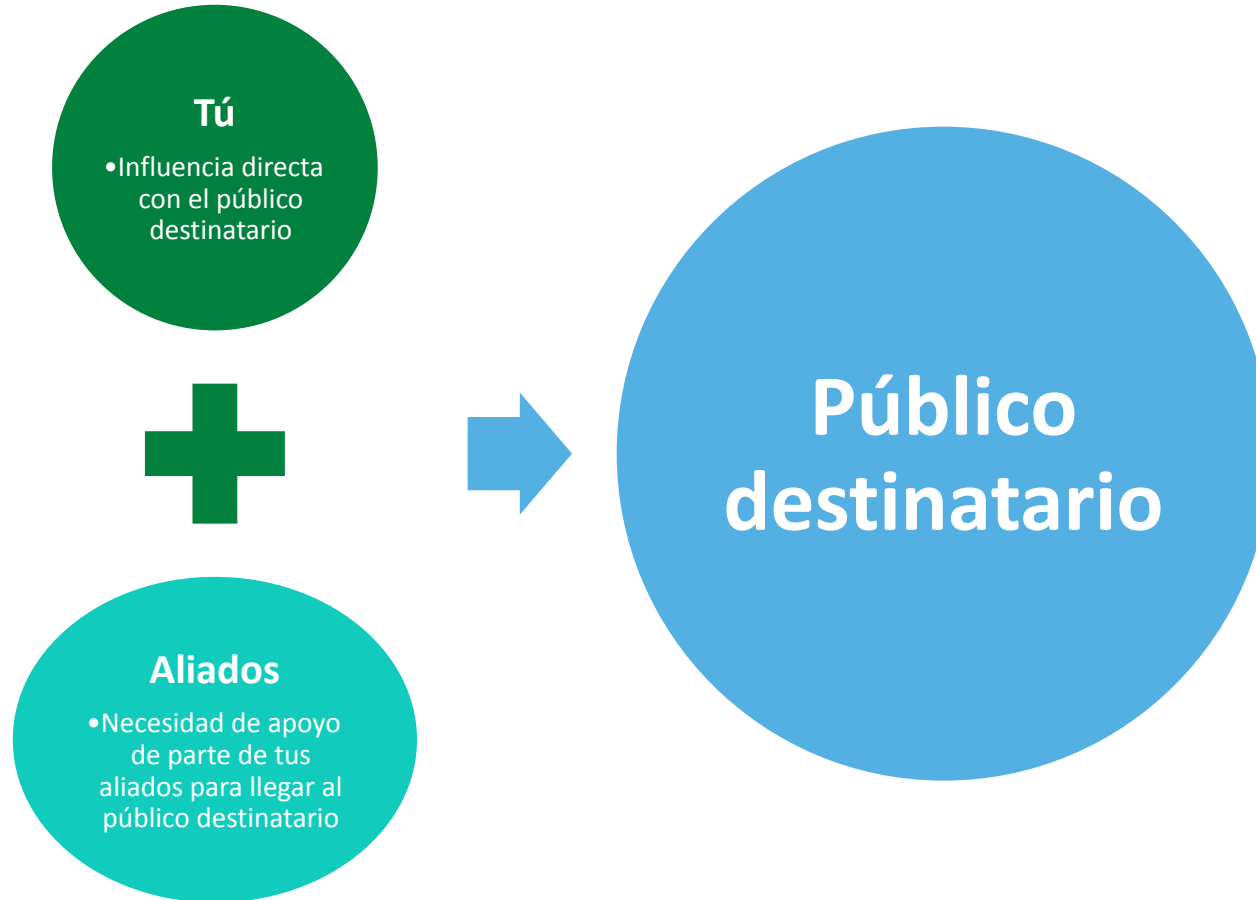 Tú
•Influencia directa
con el público
destinatario
Aliados
•Necesidad de apoyo
de parte de tus
aliados para llegar al
público destinatario
Público
destinatario